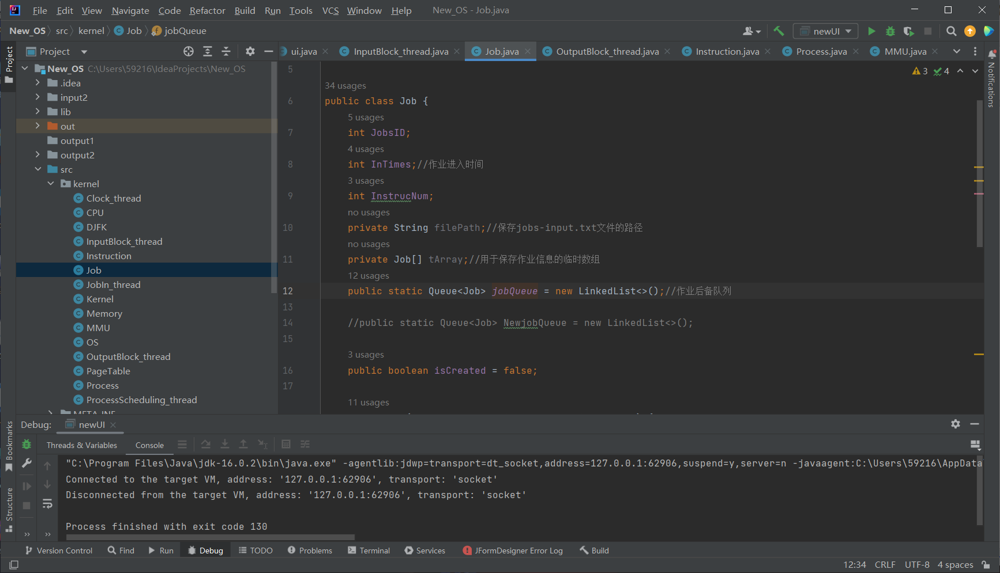 File Edit View Navigate Code Refactor Build Run Tools VCS Window Help New_OS - Job.java
New_OS src kernel Job jobQueue newUI
Project ui.java InputBlock_thread.java Job.java OutputBlock_thread.java Instruction.java Process.java MMU.java
Project
Notifications
New_OS C:\Users\59216\IdeaProjects\New_OS
.idea
input2
lib
out
output1
output2
src
kernel
Clock_thread
CPU
DJFK
InputBlock_thread
Instruction
Job
JobIn_thread
Kernel
Memory
MMU
OS
OutputBlock_thread
PageTable
Process
ProcessScheduling_thread
META-INF
3 4
5
34 usages
6 public class Job {
5 usages
7 int JobsID;
4 usages
8 int InTimes;//作业进入时间
3 usages
9 int InstrucNum;
no usages
10 private String filePath;//保存jobs-input.txt文件的路径
no usages
11 private Job[] tArray;//用于保存作业信息的临时数组
12 usages
12 public static Queue<Job> jobQueue = new LinkedList<>();//作业后备队列
13
14 //public static Queue<Job> NewjobQueue = new LinkedList<>();
15
3 usages
16 public boolean isCreated = false;
17
11 usages
Debug: newUI
Threads & Variables Console
"C:\Program Files\Java\jdk-16.0.2\bin\java.exe" -agentlib:jdwp=transport=dt_socket,address=127.0.0.1:62906,suspend=y,server=n -javaagent:C:\Users\59216\AppData
Connected to the target VM, address: '127.0.0.1:62906', transport: 'socket'
Disconnected from the target VM, address: '127.0.0.1:62906', transport: 'socket'
Process finished with exit code 130
Bookmarks
Structure
Version Control Find Run Debug TODO Problems Terminal Services JFormDesigner Error Log Build
12:34 CRLF UTF-8 4 spaces